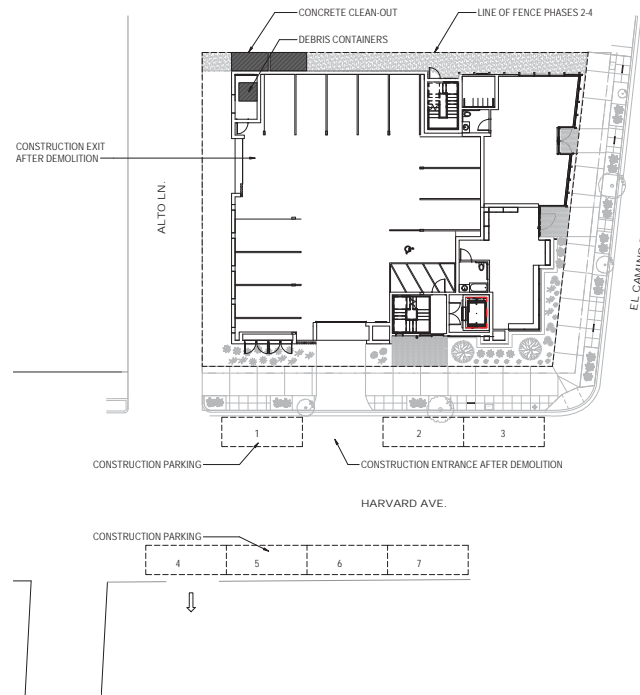 CONCRETE CLEAN-OUT
LINE OF FENCE PHASES 2-4
DEBRIS CONTAINERS
CONSTRUCTION EXIT
AFTER DEMOLITION
ALTO LN.
EL CAMINO
1
2
3
CONSTRUCTION PARKING
CONSTRUCTION ENTRANCE AFTER DEMOLITION
HARVARD AVE.
CONSTRUCTION PARKING
4
5
6
7